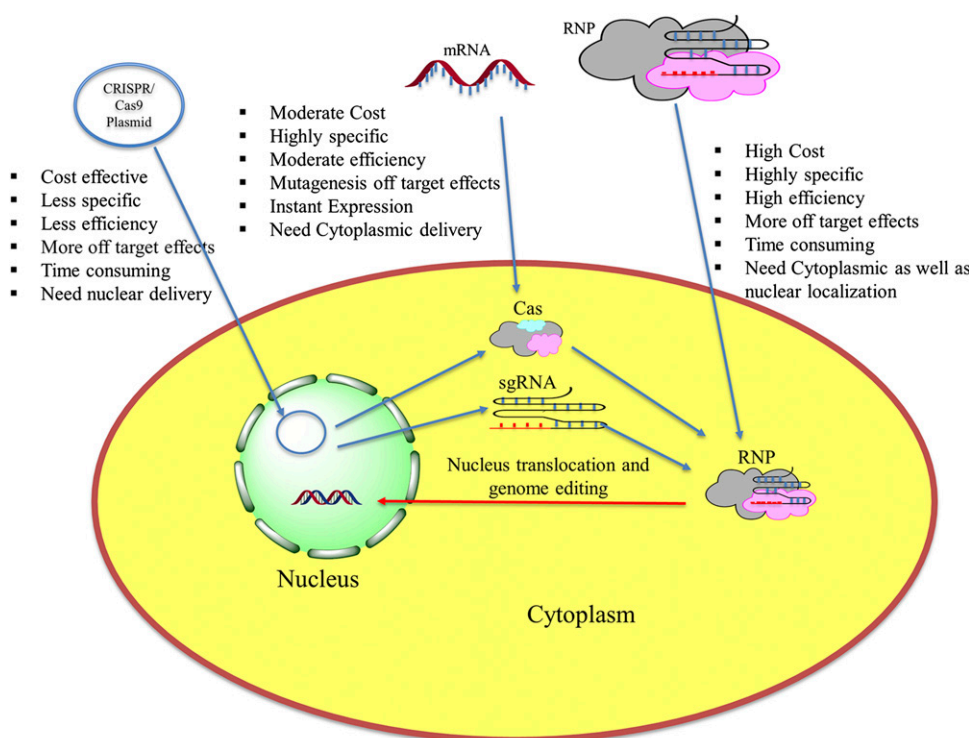 CRISPR/
Cas9
Plasmid
▪ Cost effective
▪ Less specific
▪ Less efficiency
▪ More off target effects
▪ Time consuming
▪ Need nuclear delivery
mRNA
▪ Moderate Cost
▪ Highly specific
▪ Moderate efficiency
▪ Mutagenesis off target effects
▪ Instant Expression
▪ Need Cytoplasmic delivery
RNP
▪ High Cost
▪ Highly specific
▪ High efficiency
▪ More off target effects
▪ Time consuming
▪ Need Cytoplasmic as well as
nuclear localization
Cas
sgRNA
RNP
Nucleus translocation and
genome editing
Nucleus
Cytoplasm